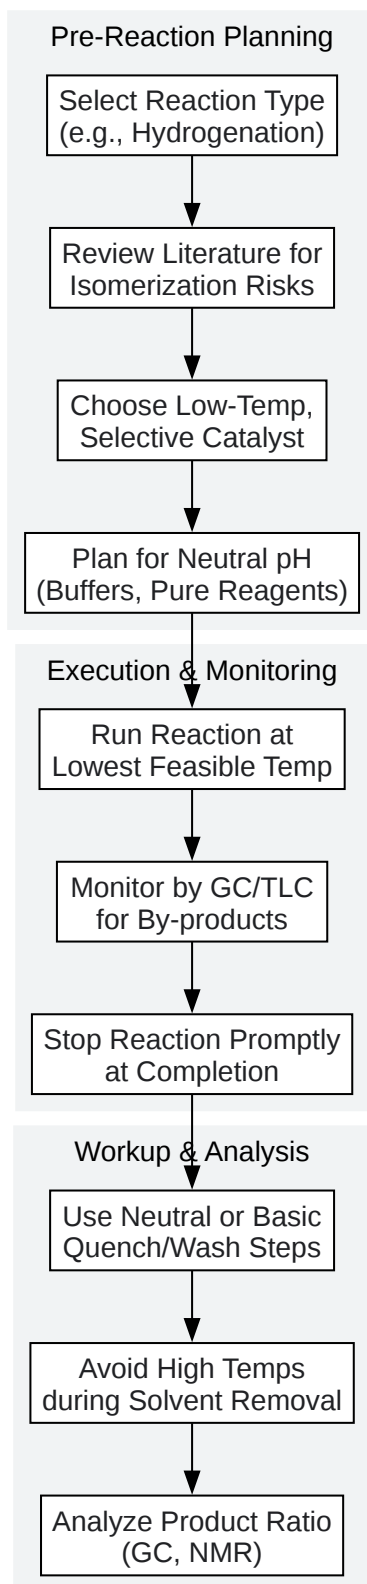 Pre-Reaction Planning
Select Reaction Type
(e.g., Hydrogenation)
Review Literature for
Isomerization Risks
Choose Low-Temp,
Selective Catalyst
Plan for Neutral pH
(Buffers, Pure Reagents)
Execution & Monitoring
Run Reaction at
Lowest Feasible Temp
Monitor by GC/TLC
for By-products
Stop Reaction Promptly
at Completion
Workup & Analysis
Use Neutral or Basic
Quench/Wash Steps
Avoid High Temps
during Solvent Removal
Analyze Product Ratio
(GC, NMR)